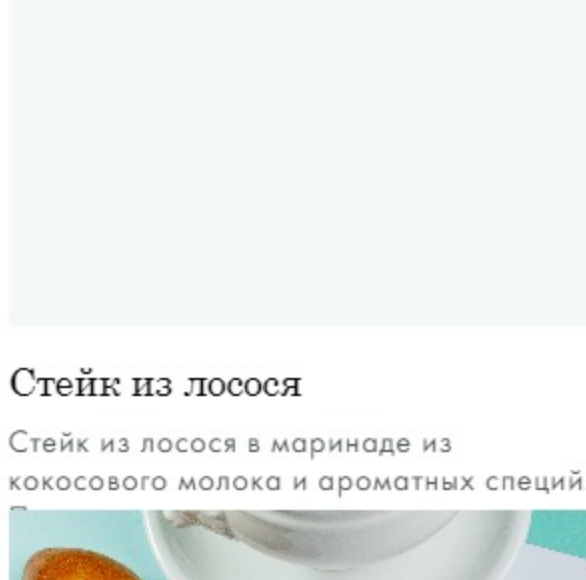 Стейк из лосося
Стейк из лосося в маринаде из
кокосового молока и ароматных специй